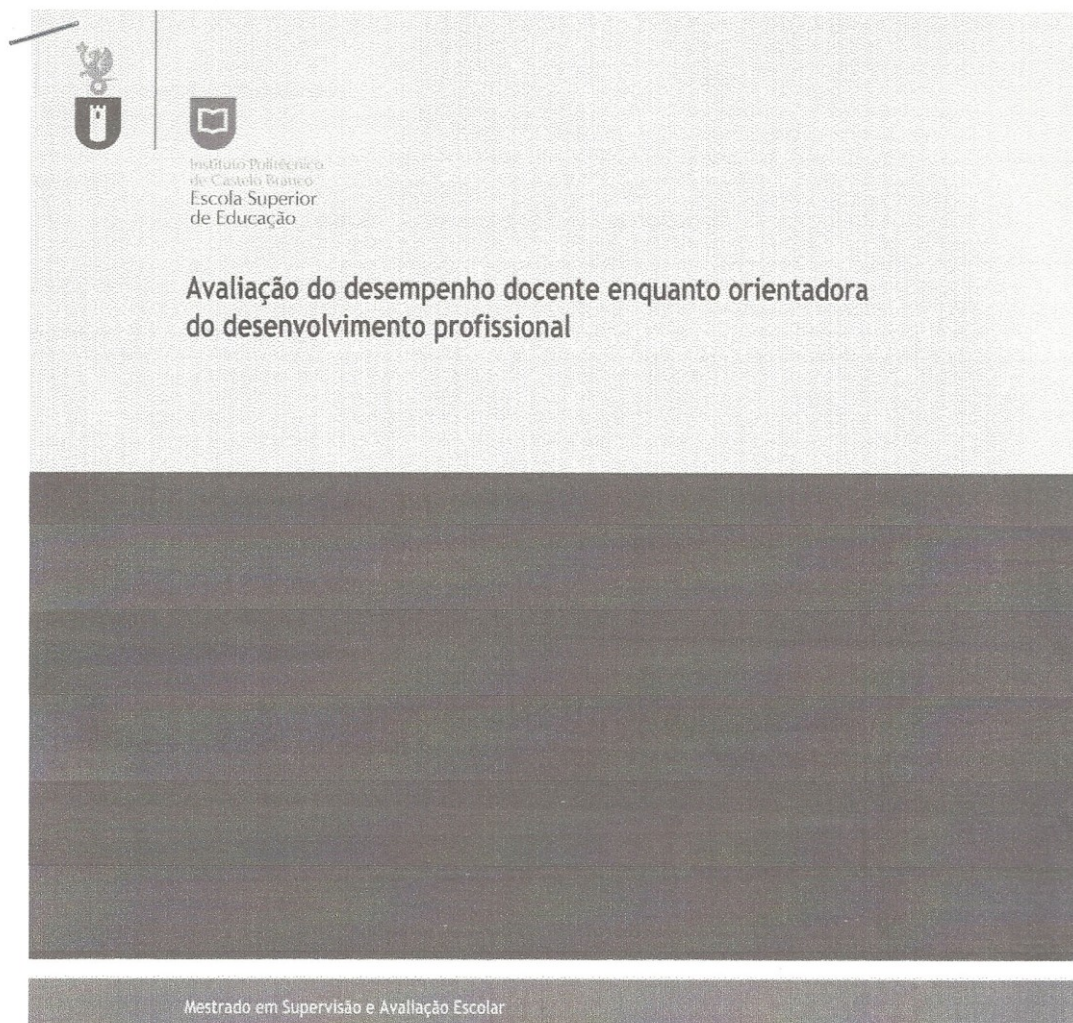 Instituto Politécnico
de Castelo Branco
Escola Superior
de Educação
Avaliação do desempenho docente enquanto orientadora
do desenvolvimento profissional
Mestrado em Supervisão e Avaliação Escolar